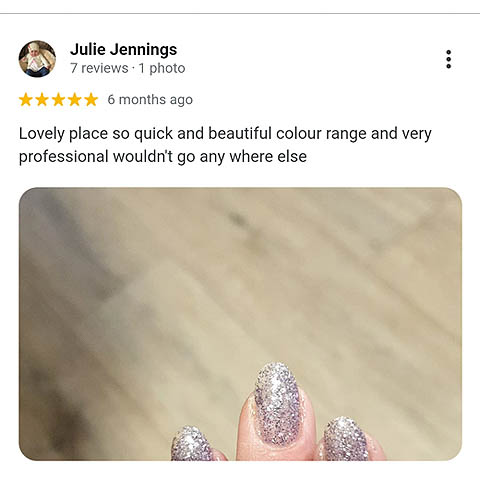 Julie Jennings
7 reviews · 1 photo
6 months ago
Lovely place so quick and beautiful colour range and very
professional wouldn't go any where else